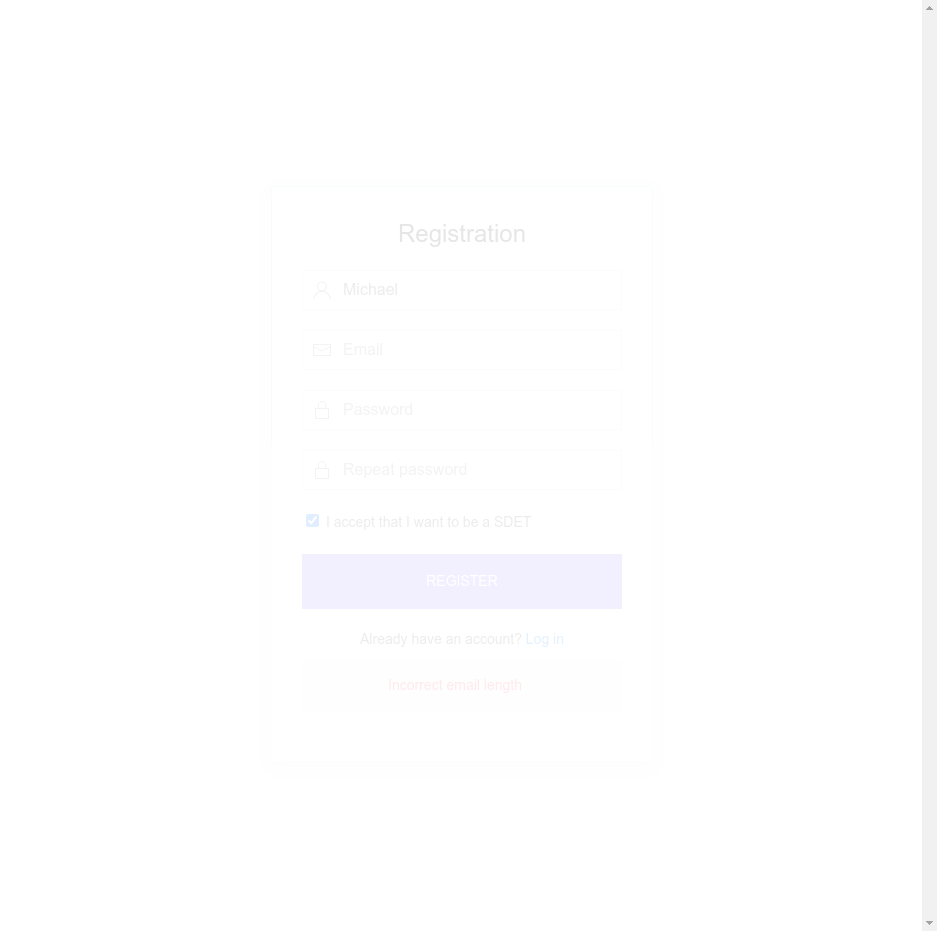 Registration
Michael
Email
Password
Repeat password
I accept that I want to be a SDET
REGISTER
Already have an account? Log in
Incorrect email length